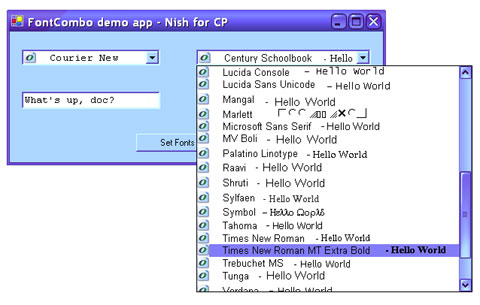 FontCombo demo app - Nish for CP
Courier New
Century Schoolbook - Hello
What's up, doc?
Set Fonts
Lucida Console - Hello World
Lucida Sans Unicode - Hello World
Mangal - Hello World
Marlett
Microsoft Sans Serif - Hello World
MV Boli - Hello World
Palatino Linotype - Hello World
Raavi - Hello World
Shruti - Hello World
Sylfaen - Hello World
Symbol - Ηελλο Ωορλδ
Tahoma - Hello World
Times New Roman - Hello World
Times New Roman MT Extra Bold - Hello World
Trebuchet MS - Hello World
Tunga - Hello World
Verdana - Hello World